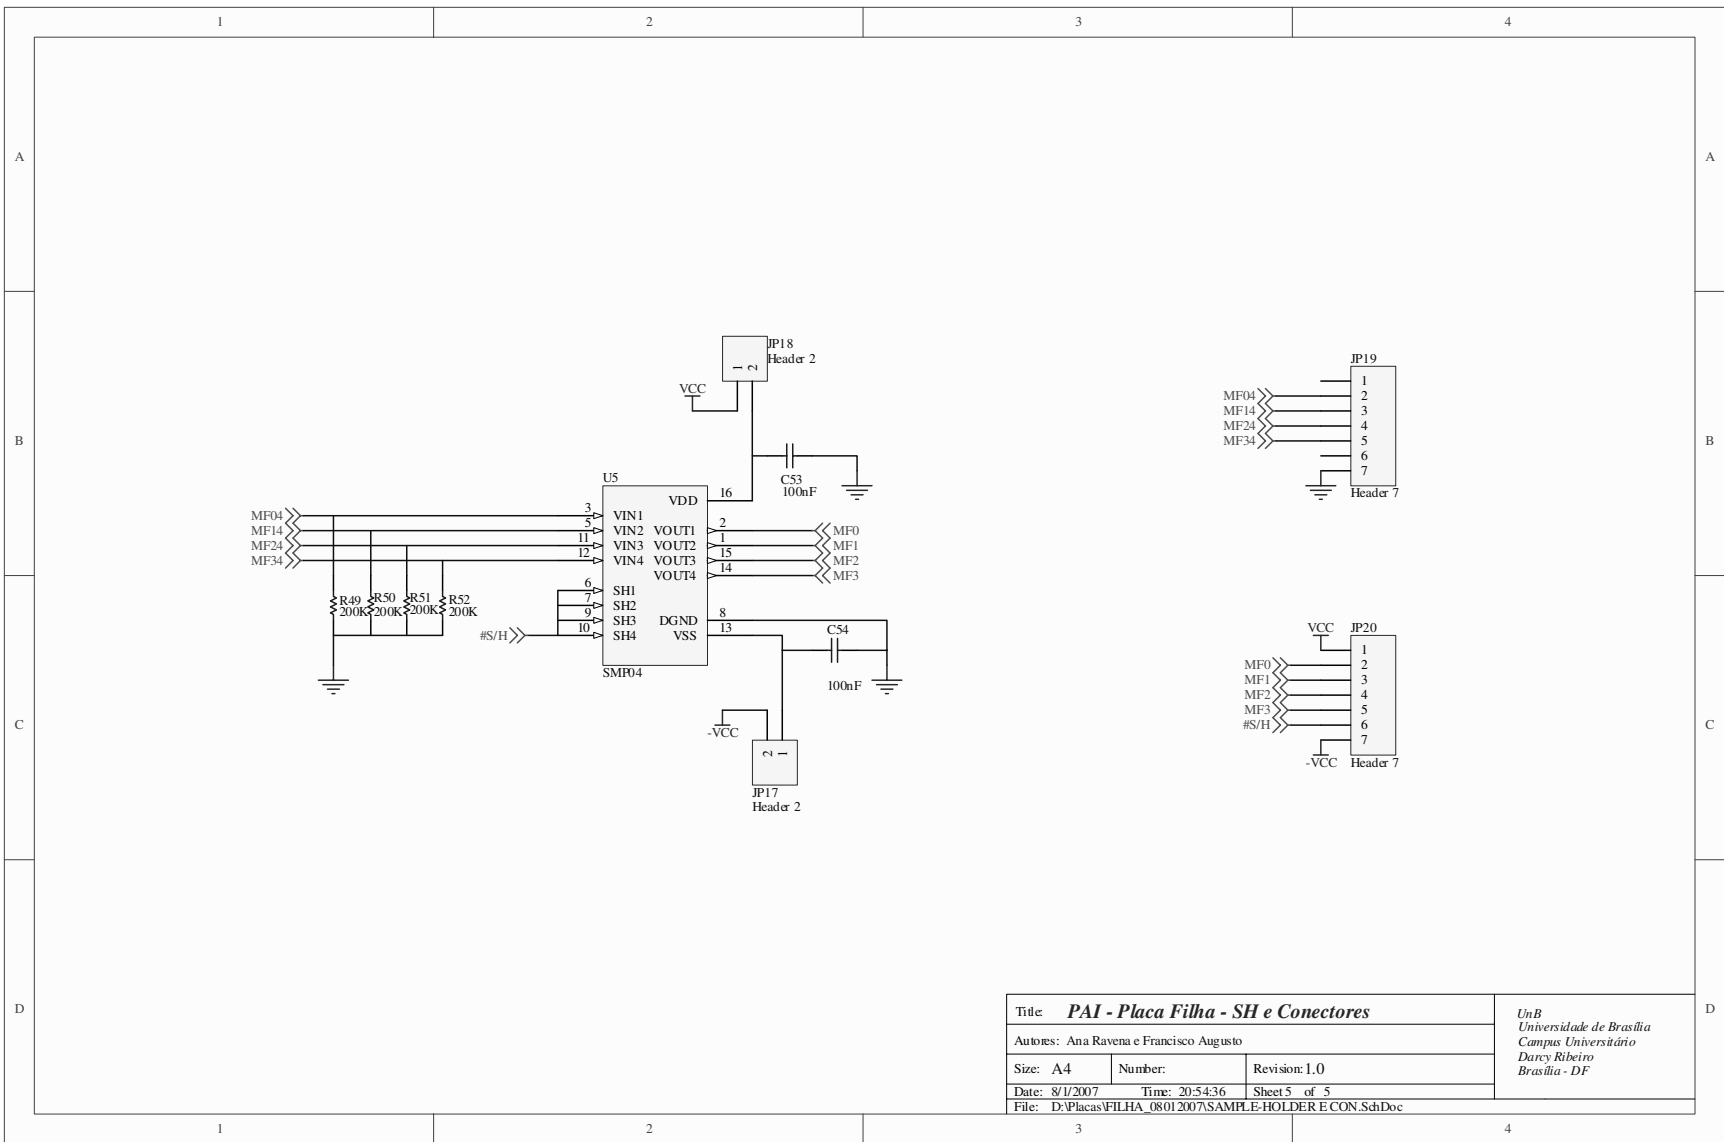 1 2 3 4
A A
JP18
Header 2
1 2
VCC
JP19
1
MF04 2
MF14 3
MF24 4
MF34 5
6
7
Header 7
B B
C53
100nF
U5
VDD 16
MF04 3 VIN1
MF14 5 VIN2 VOUT1 2 MF0
MF24 11 VIN3 VOUT2 1 MF1
MF34 12 VIN4 VOUT3 15 MF2
VOUT4 14 MF3
6 SH1
7 SH2
9 SH3 DGND 8
#S/H 10 SH4 VSS 13
SMP04
R49 R50 R51 R52
200K 200K 200K 200K
C54
100nF
-VCC
2 1
JP17
Header 2
VCC JP20
1
MF0 2
MF1 3
MF2 4
MF3 5
#S/H 6
7
-VCC Header 7
C C
D D
Title: PAI - Placa Filha - SH e Conectores
Autores: Ana Ravena e Francisco Augusto
Size: A4 Number: Revision: 1.0
Date: 8/1/2007 Time: 20:54:36 Sheet 5 of 5
File: D:\Placas\FILHA_08012007\SAMPLE-HOLDER E CON.SchDoc
UnB
Universidade de Brasília
Campus Universitário
Darcy Ribeiro
Brasília - DF
1 2 3 4